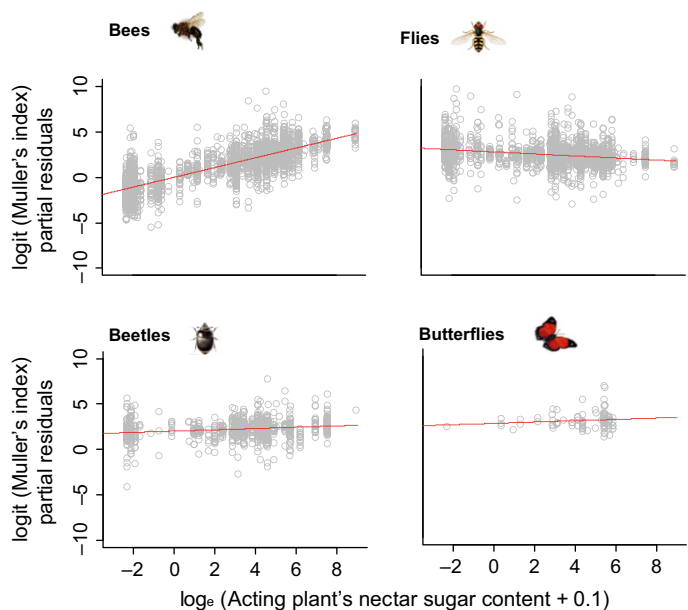 Bees
Flies
logit (Muller's index)
partial residuals
10
5
0
−5
−10
Beetles
Butterflies
logit (Muller's index)
partial residuals
10
5
0
−5
−10
−2 0 2 4 6 8
−2 0 2 4 6 8
logₑ (Acting plant's nectar sugar content + 0.1)